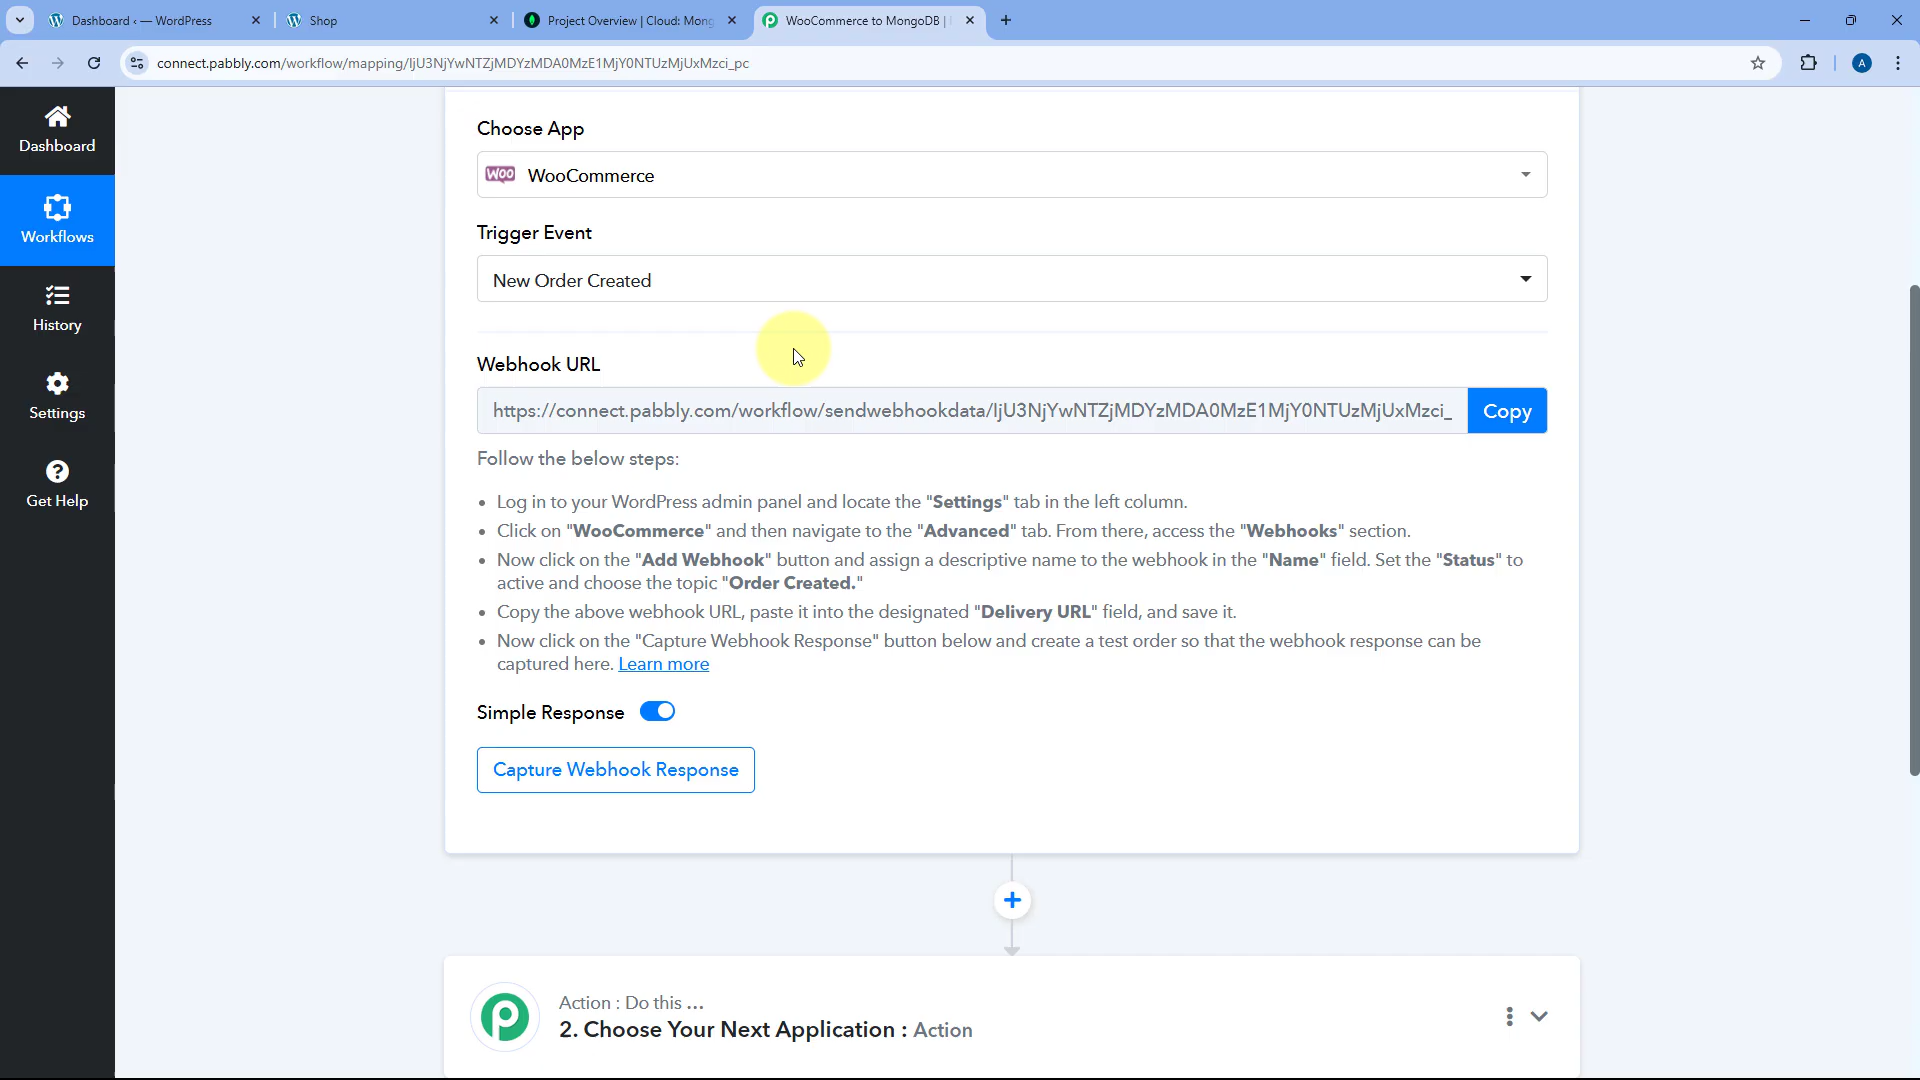 Dashboard ‹ — WordPress
Shop
Project Overview | Cloud: Mong
WooCommerce to MongoDB |
connect.pabbly.com/workflow/mapping/IjU3NjYwNTZjMDYzMDA0MzE1MjY0NTUzMjUxMzci_pc
A
Dashboard
Workflows
History
Settings
Get Help
Choose App
WOO WooCommerce
Trigger Event
New Order Created
Webhook URL
https://connect.pabbly.com/workflow/sendwebhookdata/IjU3NjYwNTZjMDYzMDA0MzE1MjY0NTUzMjUxMzci_
Copy
Follow the below steps:
• Log in to your WordPress admin panel and locate the "Settings" tab in the left column.
• Click on "WooCommerce" and then navigate to the "Advanced" tab. From there, access the "Webhooks" section.
• Now click on the "Add Webhook" button and assign a descriptive name to the webhook in the "Name" field. Set the "Status" to
active and choose the topic "Order Created."
• Copy the above webhook URL, paste it into the designated "Delivery URL" field, and save it.
• Now click on the "Capture Webhook Response" button below and create a test order so that the webhook response can be
captured here. Learn more
Simple Response
Capture Webhook Response
Action : Do this ...
2. Choose Your Next Application : Action